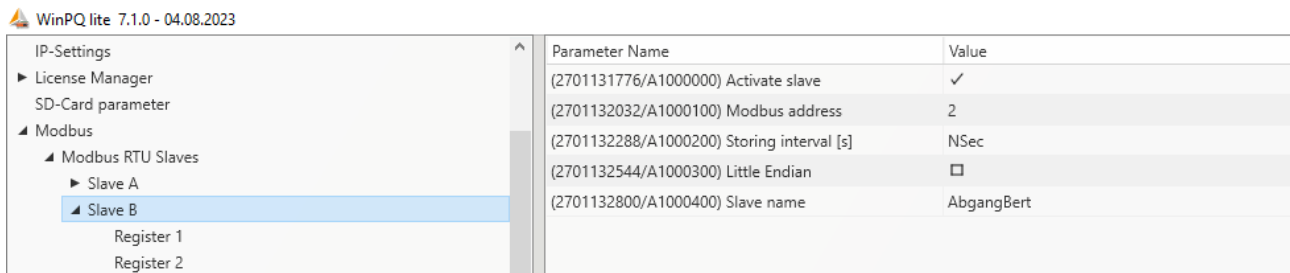 WinPQ lite 7.1.0 - 04.08.2023
IP-Settings
License Manager
SD-Card parameter
Modbus
Modbus RTU Slaves
Slave A
Slave B
Register 1
Register 2
Parameter Name Value
(2701131776/A1000000) Activate slave ✓
(2701132032/A1000100) Modbus address 2
(2701132288/A1000200) Storing interval [s] NSec
(2701132544/A1000300) Little Endian
(2701132800/A1000400) Slave name AbgangBert